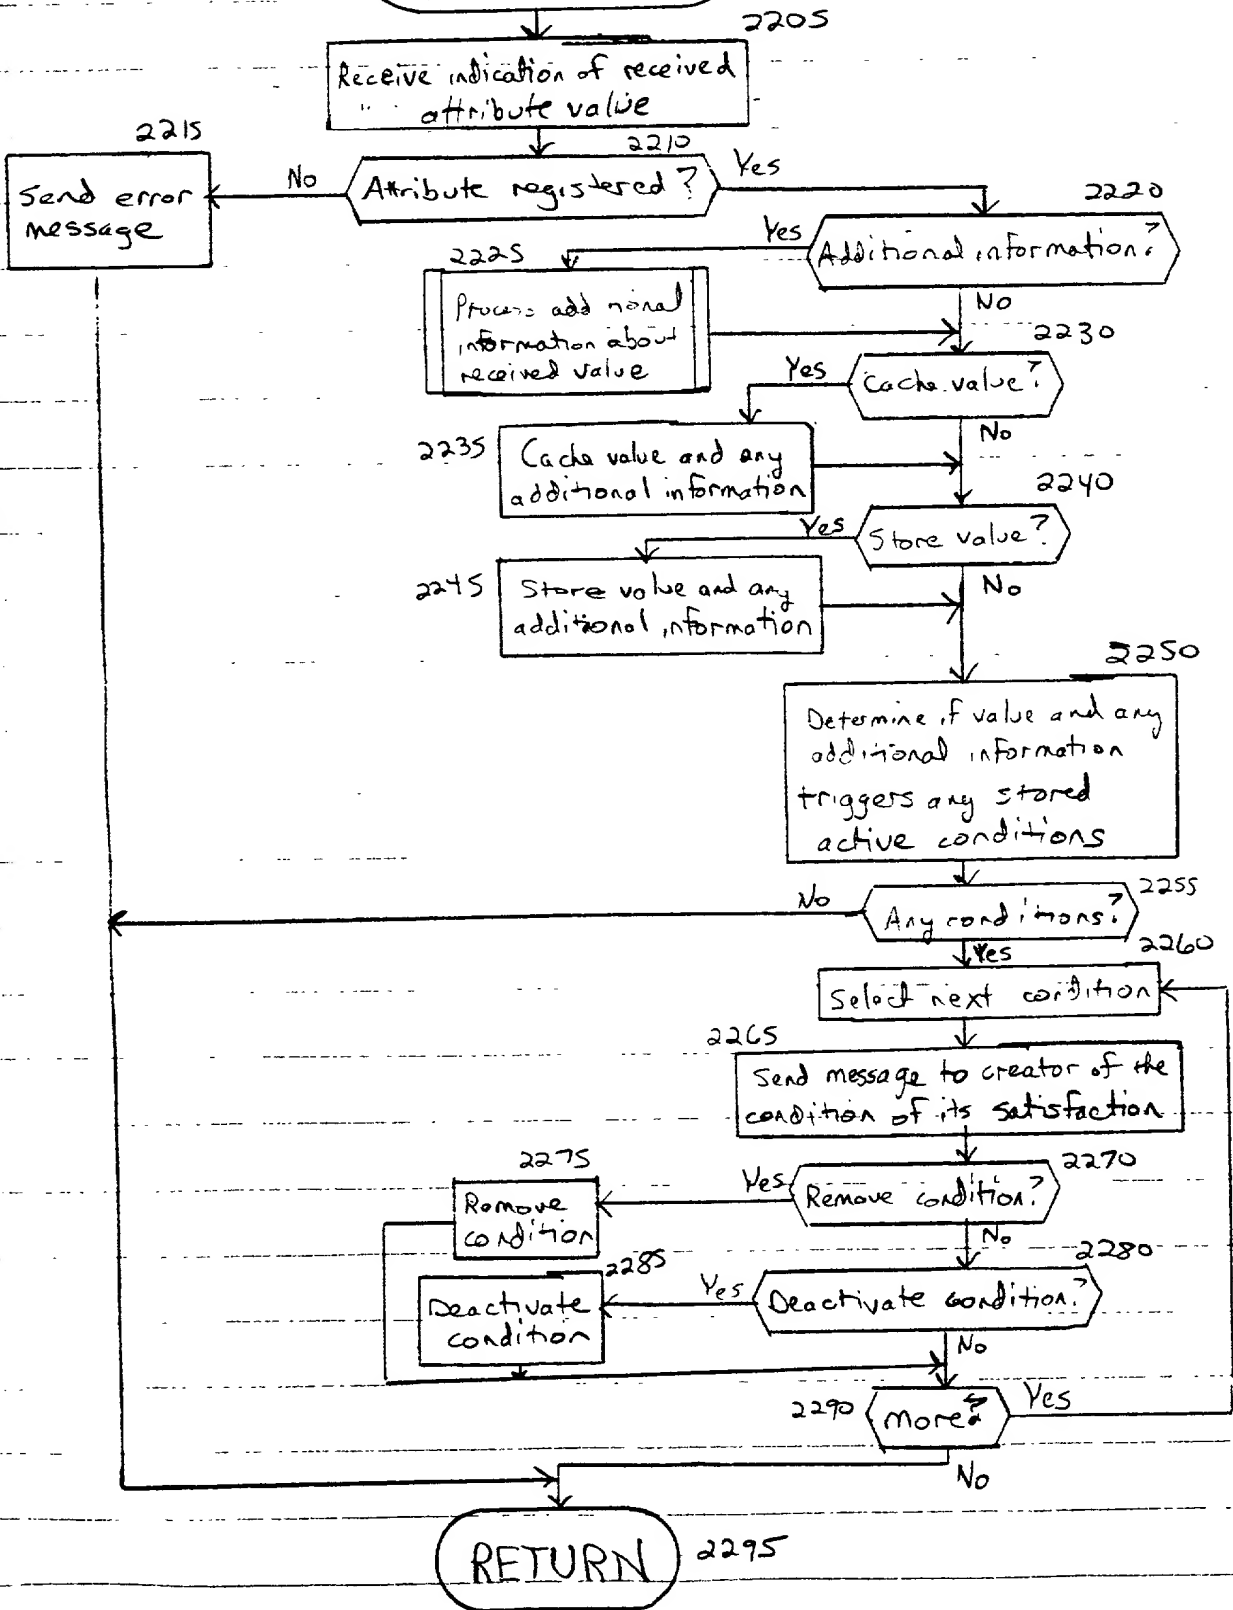 2205
Receive indication of received
attribute value
2210
Attribute registered?
No
Yes
2215
Send error
message
2220
Additional information?
Yes
No
2225
Process additional
information about
received value
2230
Cache value?
Yes
No
2235
Cache value and any
additional information
2240
Store value?
Yes
No
2245
Store value and any
additional information
2250
Determine if value and any
additional information
triggers any stored
active conditions
2255
Any conditions?
No
Yes
2260
Select next condition
2265
Send message to creator of the
condition of its satisfaction
2270
Remove condition?
Yes
No
2275
Remove
condition
2280
Deactivate condition?
Yes
No
2285
Deactivate
condition
2290
More?
Yes
No
RETURN
2295